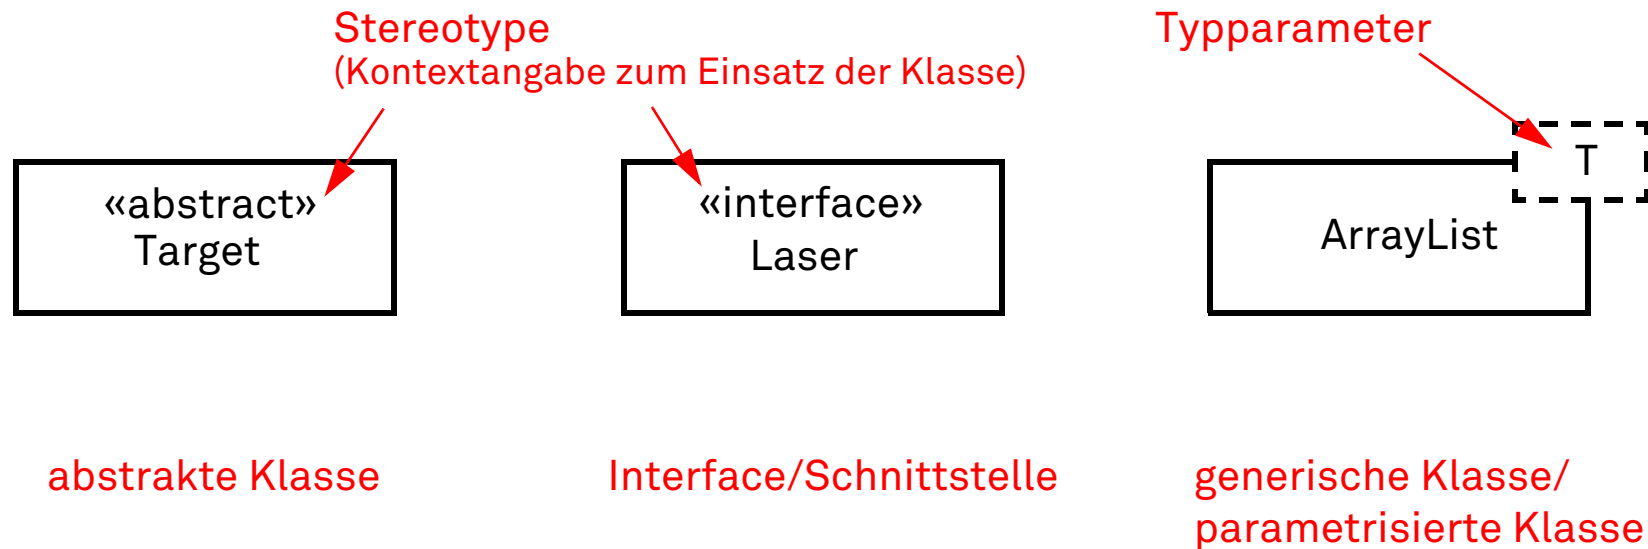 Stereotype
(Kontextangabe zum Einsatz der Klasse)
Typparameter
«abstract»
Target
«interface»
Laser
T
ArrayList
abstrakte Klasse
Interface/Schnittstelle
generische Klasse/
parametrisierte Klasse